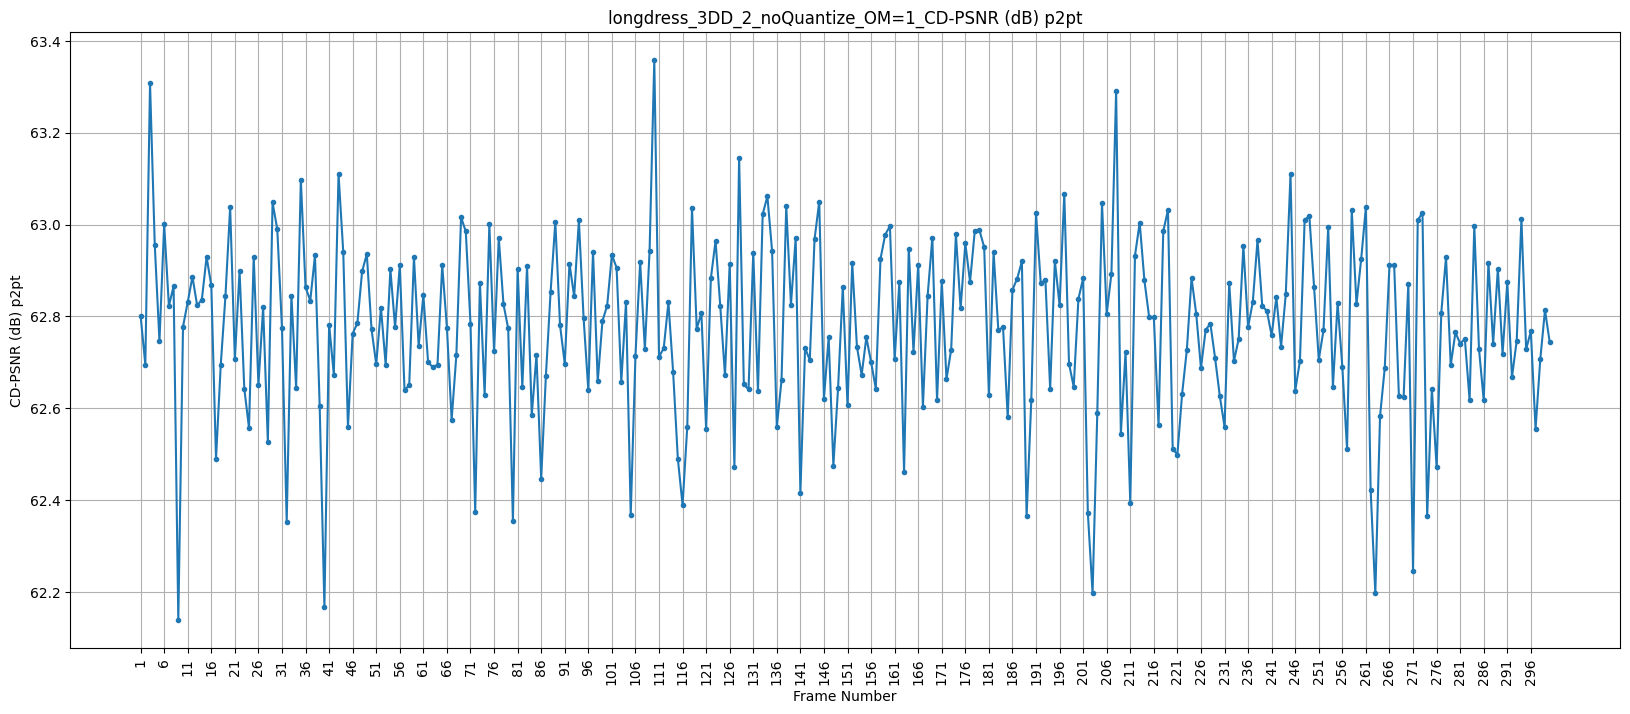 longdress_3DD_2_noQuantize_OM=1_CD-PSNR (dB) p2pt
CD-PSNR (dB) p2pt
63.4
63.2
63.0
62.8
62.6
62.4
62.2
1 6 11 16 21 26 31 36 41 46 51 56 61 66 71 76 81 86 91 96 101 106 111 116 121 126 131 136 141 146 151 156 161 166 171 176 181 186 191 196 201 206 211 216 221 226 231 236 241 246 251 256 261 266 271 276 281 286 291 296
Frame Number